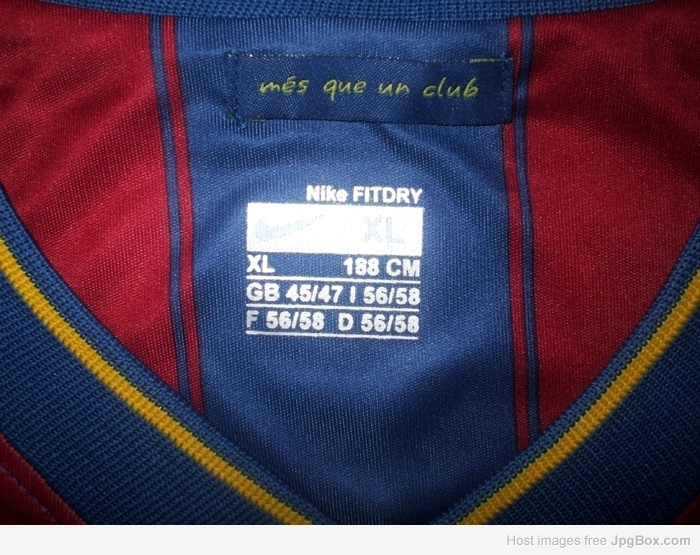 més que un club
Nike FITDRY
XL
XL 188 CM
GB 45/47 I 56/58
F 56/58 D 56/58
Host images free JpgBox.com